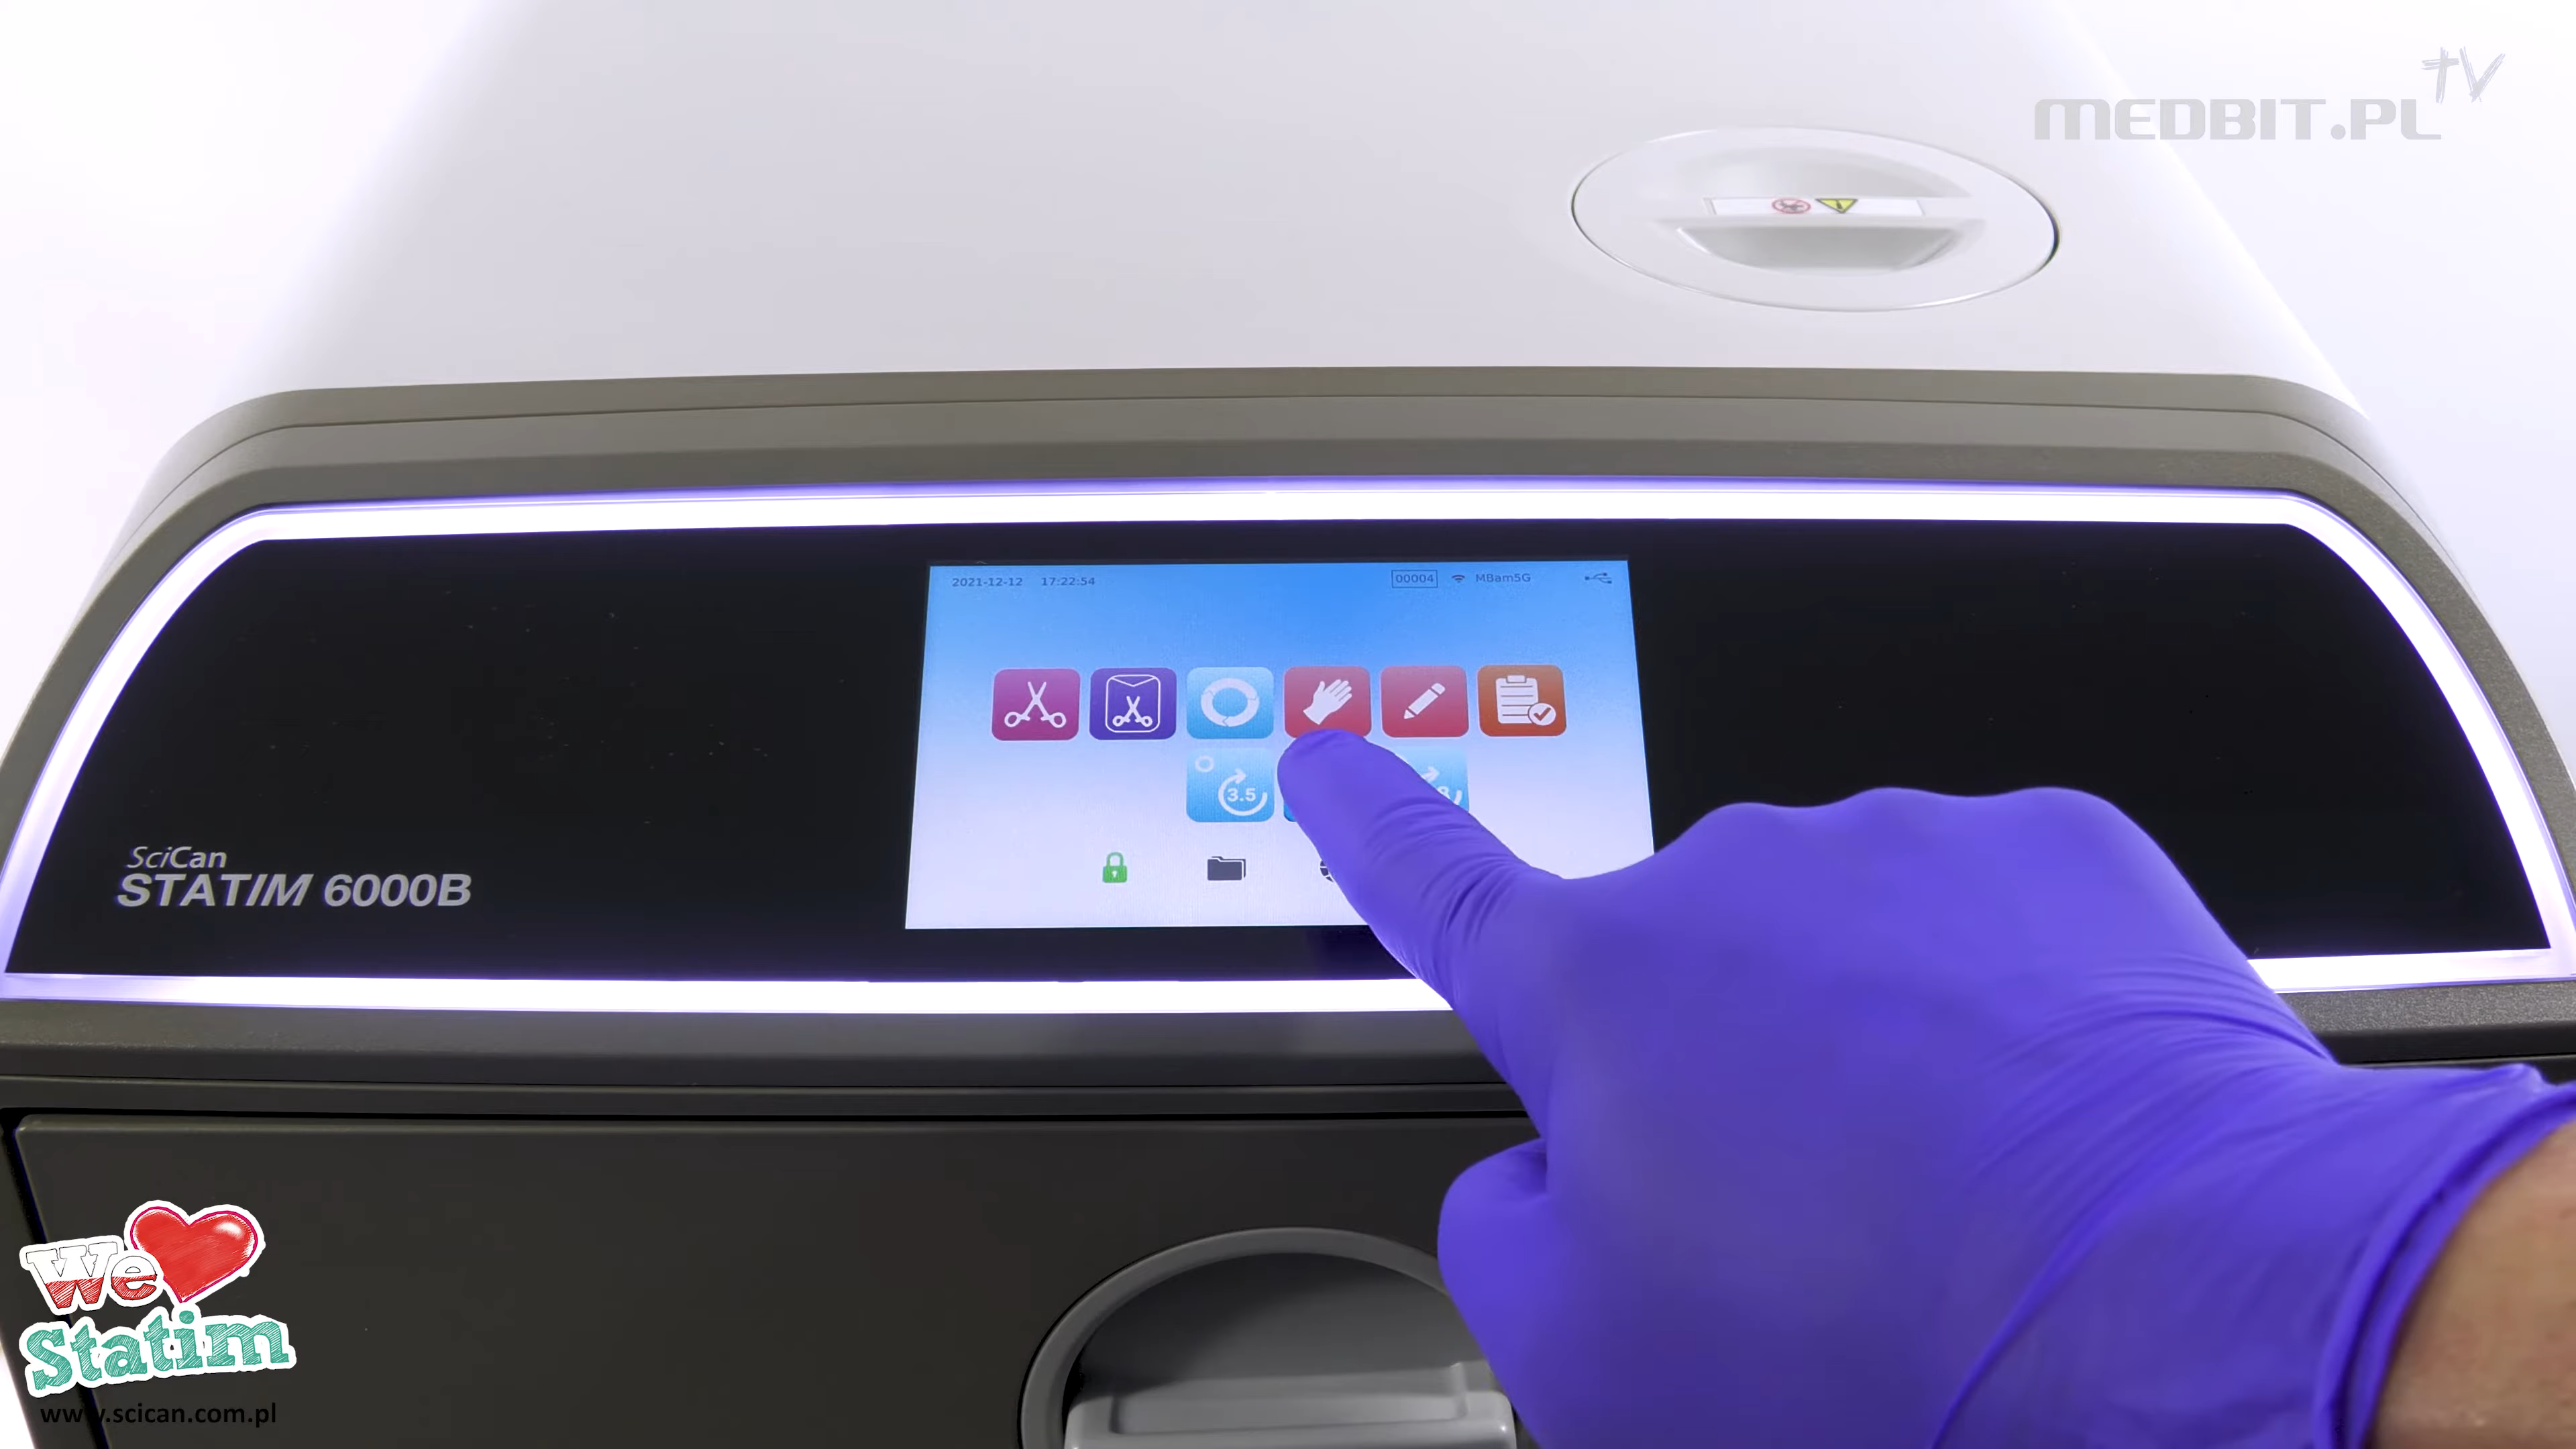 TV
MEDBIT.PL
2021-12-12 17:22:54 00004 MBam5G
3.5
SciCan
STATIM 6000B
We
Statim
www.scican.com.pl